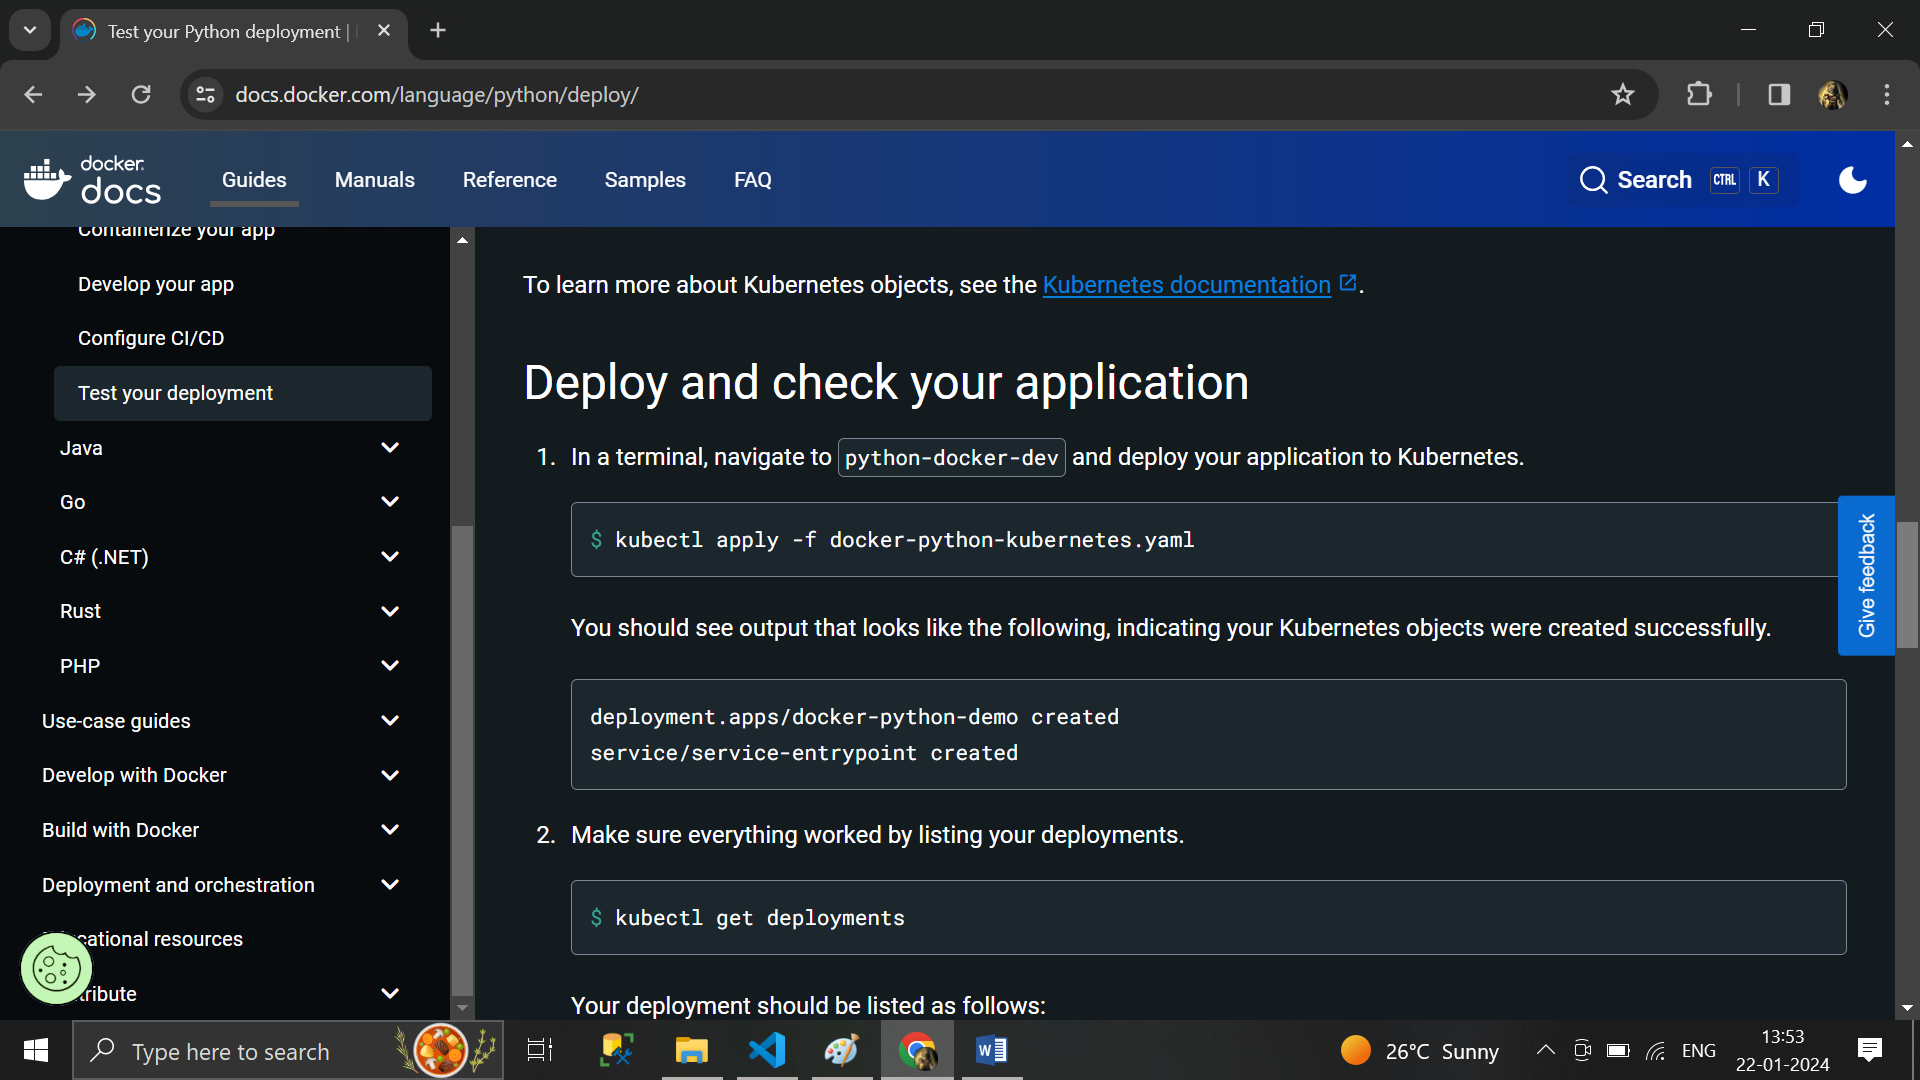 Test your Python deployment |
docs.docker.com/language/python/deploy/
docker
docs
Guides
Manuals
Reference
Samples
FAQ
Search
CTRL
K
Containerize your app
Develop your app
Configure CI/CD
Test your deployment
Java
Go
C# (.NET)
Rust
PHP
Use-case guides
Develop with Docker
Build with Docker
Deployment and orchestration
cational resources
tribute
To learn more about Kubernetes objects, see the Kubernetes documentation.
Deploy and check your application
1. In a terminal, navigate to python-docker-dev and deploy your application to Kubernetes.
$ kubectl apply -f docker-python-kubernetes.yaml
You should see output that looks like the following, indicating your Kubernetes objects were created successfully.
deployment.apps/docker-python-demo created
service/service-entrypoint created
2. Make sure everything worked by listing your deployments.
$ kubectl get deployments
Your deployment should be listed as follows:
Give feedback
Type here to search
26°C Sunny
ENG
13:53
22-01-2024